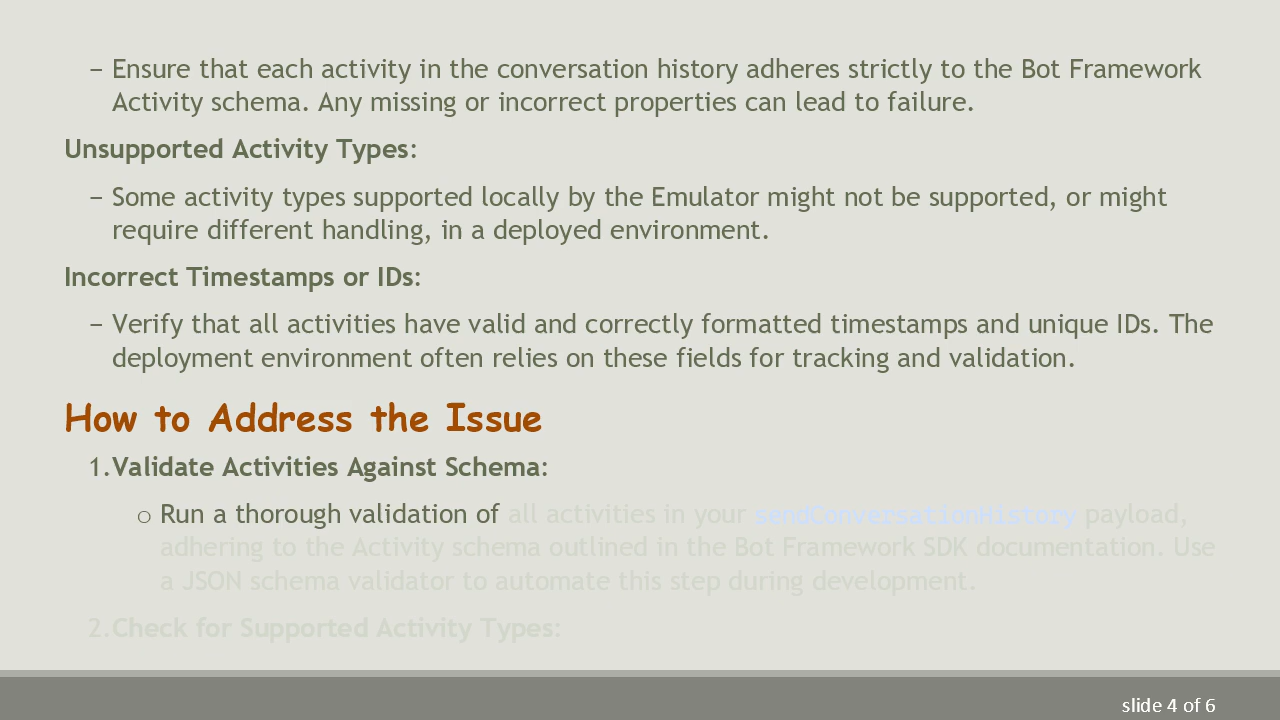 – Ensure that each activity in the conversation history adheres strictly to the Bot Framework
Activity schema. Any missing or incorrect properties can lead to failure.
Unsupported Activity Types:
– Some activity types supported locally by the Emulator might not be supported, or might
require different handling, in a deployed environment.
Incorrect Timestamps or IDs:
– Verify that all activities have valid and correctly formatted timestamps and unique IDs. The
deployment environment often relies on these fields for tracking and validation.
How to Address the Issue
1.Validate Activities Against Schema:
o Run a thorough validation of all activities in your sendConversationHistory payload,
adhering to the Activity schema outlined in the Bot Framework SDK documentation. Use
a JSON schema validator to automate this step during development.
2.Check for Supported Activity Types:
slide 4 of 6